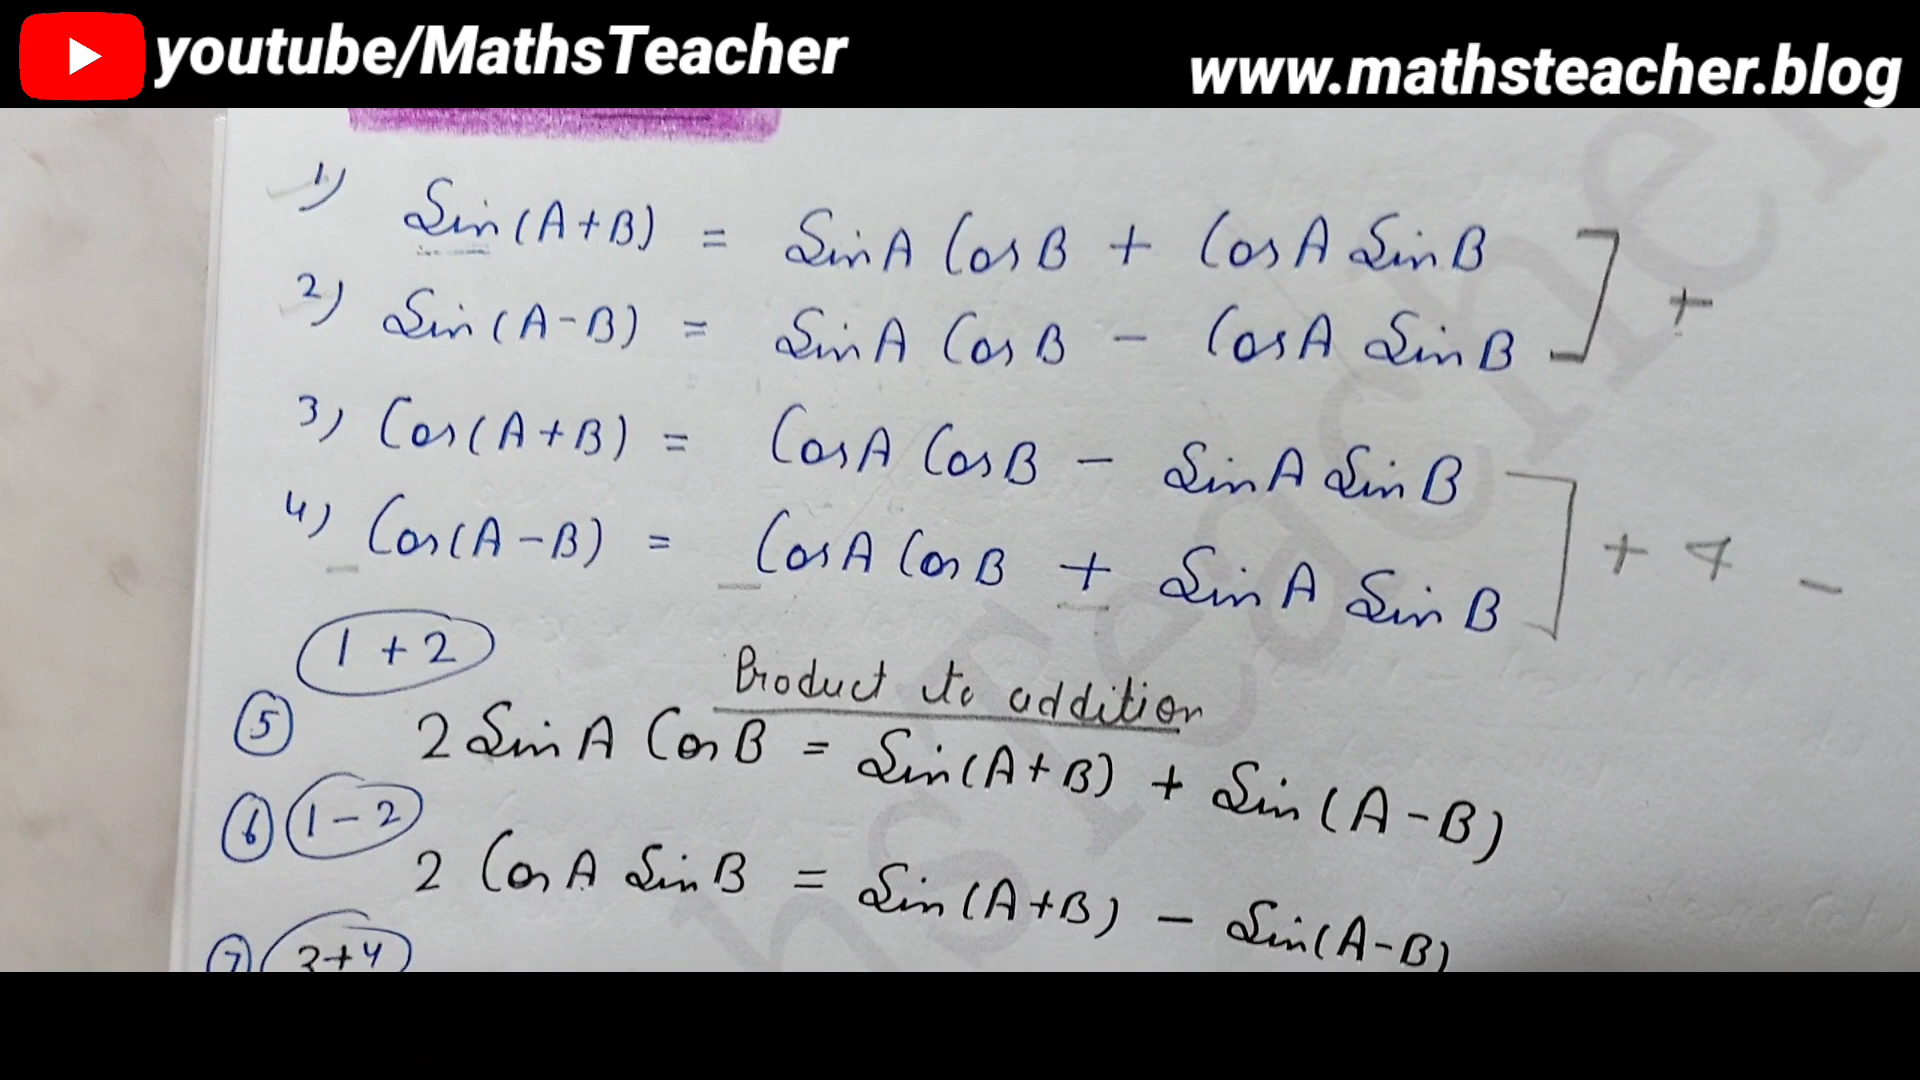 youtube/MathsTeacher
www.mathsteacher.blog
1) Sin(A+B) = SinA CosB + CosA SinB
+
2) Sin(A-B) = SinA CosB - CosA SinB
3) Cos(A+B) = CosA CosB - SinA SinB
4) Cos(A-B) = CosA CosB + SinA SinB
+ & -
1+2
Product to addition
5 2 SinA CosB = Sin(A+B) + Sin(A-B)
6 1-2
2 CosA SinB = Sin(A+B) - Sin(A-B)
7 3+4